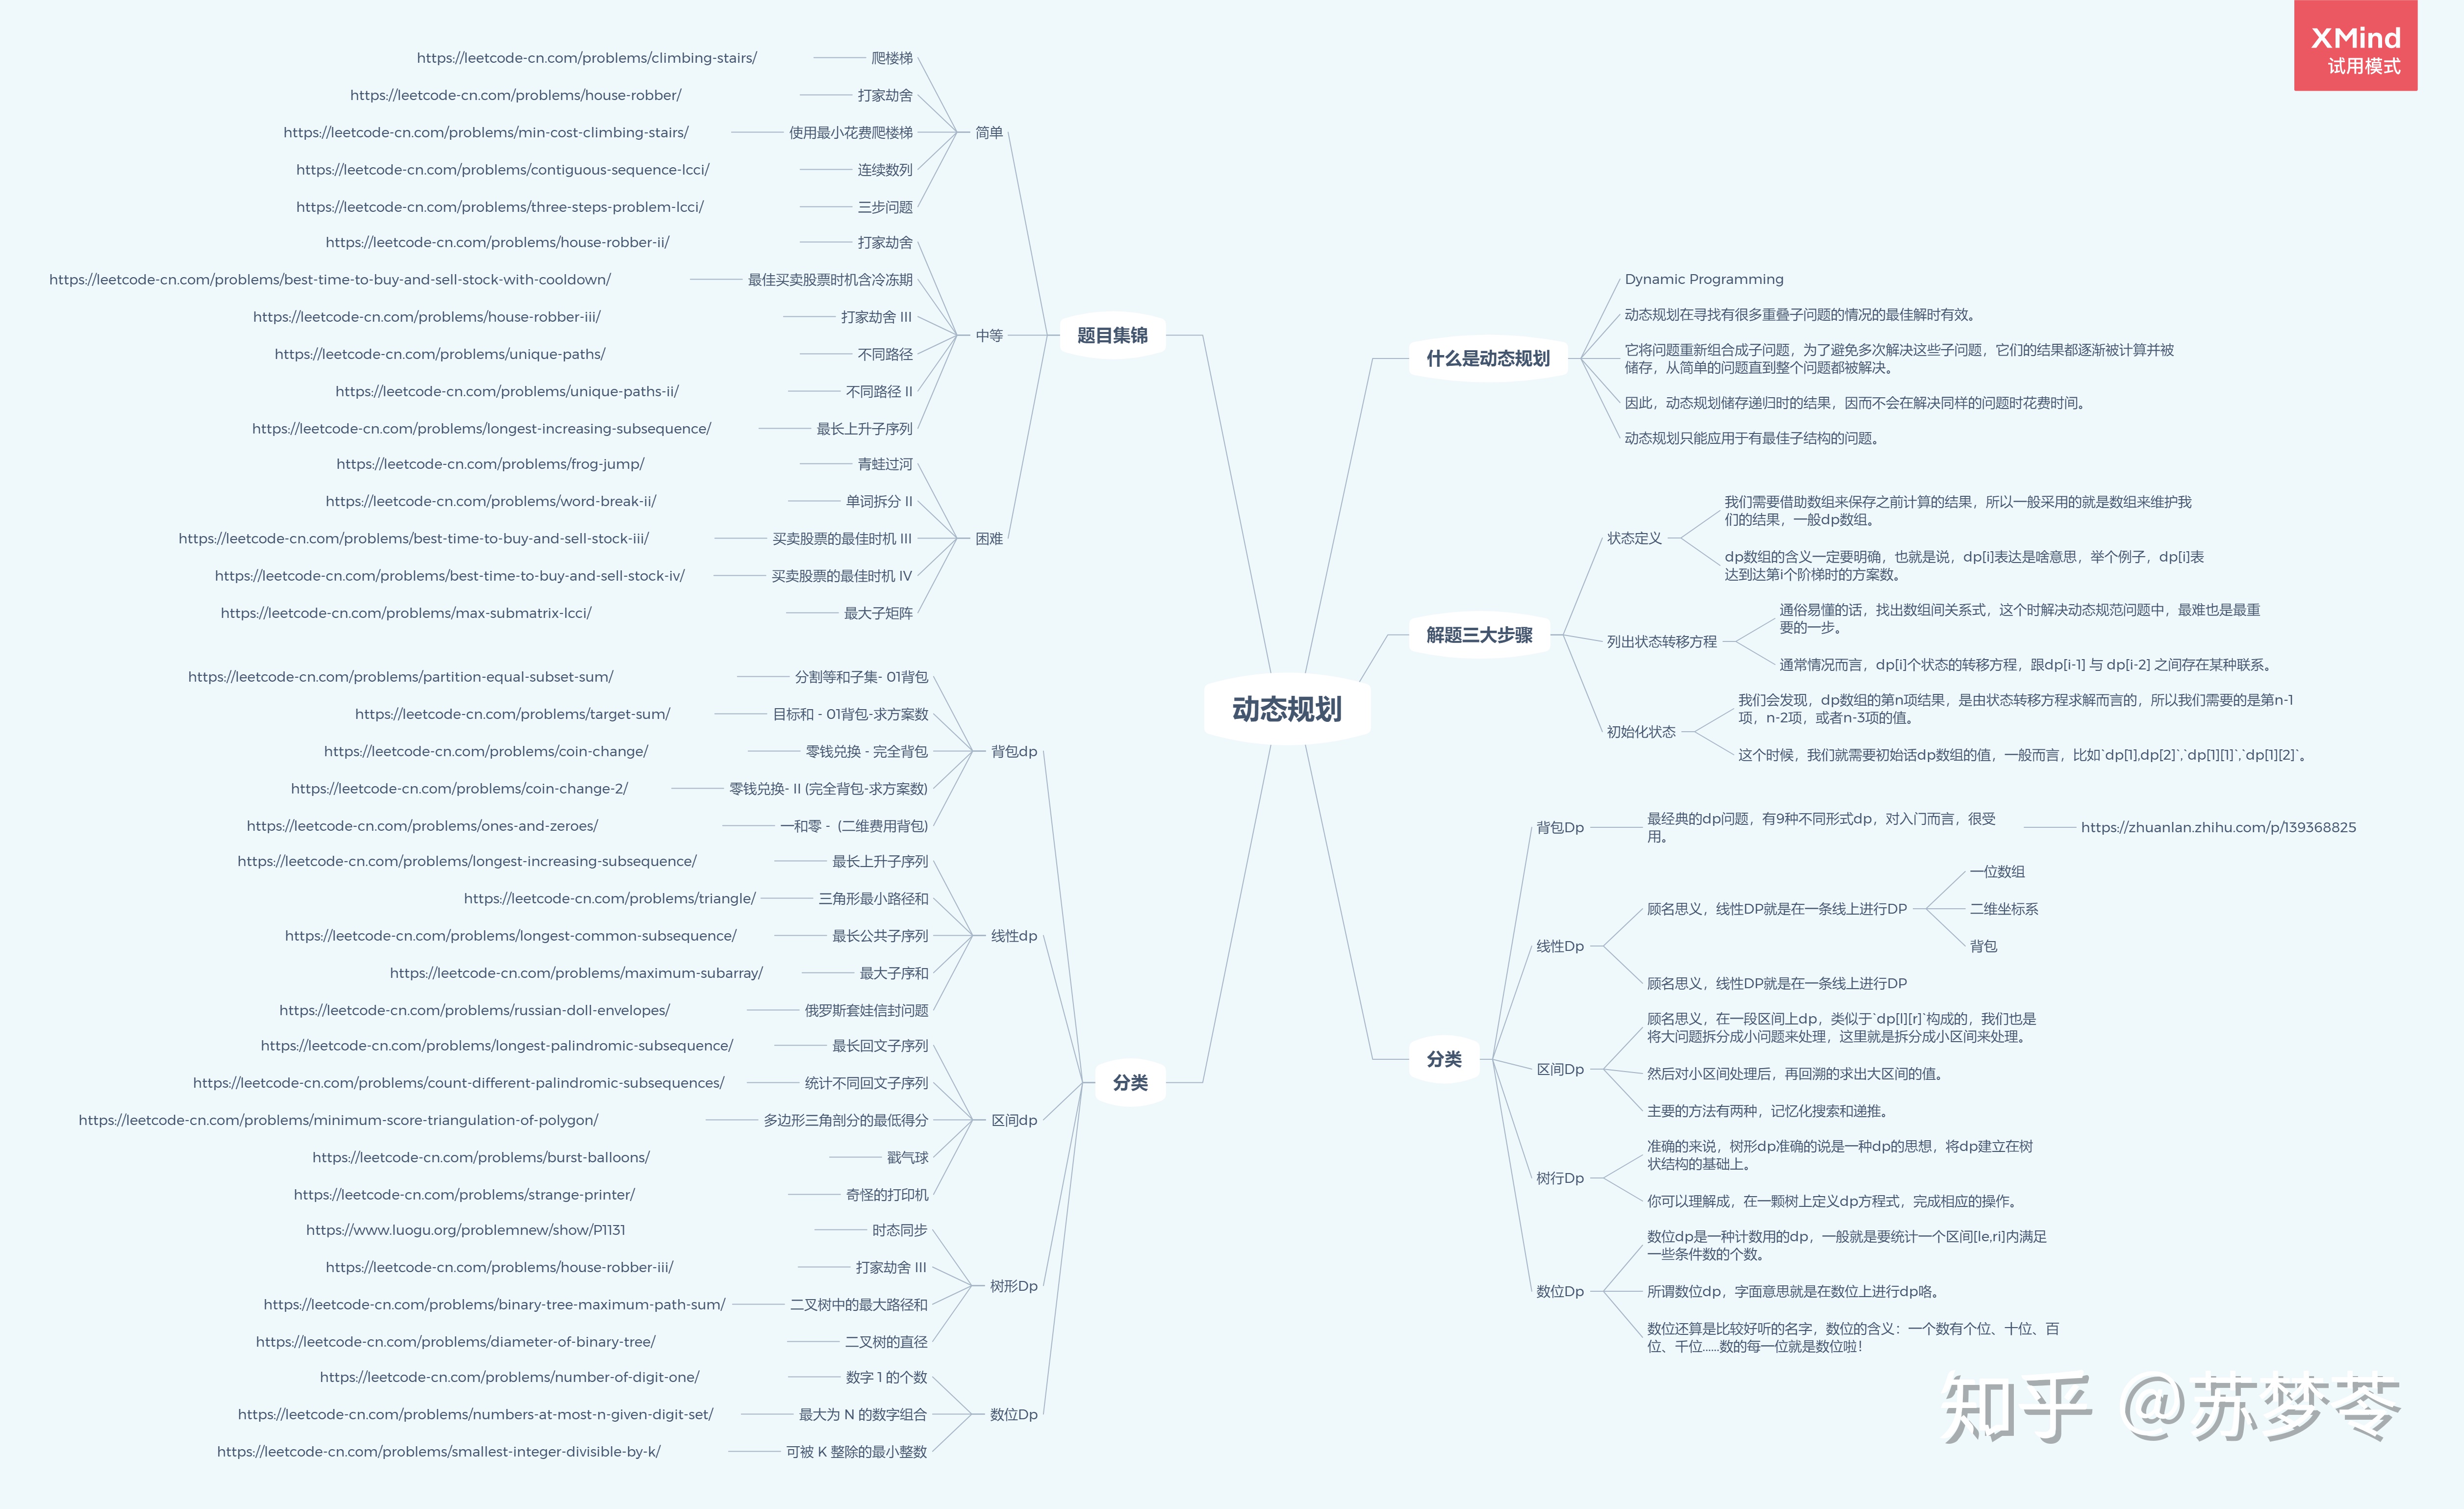 XMind
试用模式
动态规划
题目集锦
简单
爬楼梯
https://leetcode-cn.com/problems/climbing-stairs/
打家劫舍
https://leetcode-cn.com/problems/house-robber/
使用最小花费爬楼梯
https://leetcode-cn.com/problems/min-cost-climbing-stairs/
连续数列
https://leetcode-cn.com/problems/contiguous-sequence-lcci/
三步问题
https://leetcode-cn.com/problems/three-steps-problem-lcci/
中等
打家劫舍
https://leetcode-cn.com/problems/house-robber-ii/
最佳买卖股票时机含冷冻期
https://leetcode-cn.com/problems/best-time-to-buy-and-sell-stock-with-cooldown/
打家劫舍 III
https://leetcode-cn.com/problems/house-robber-iii/
不同路径
https://leetcode-cn.com/problems/unique-paths/
不同路径 II
https://leetcode-cn.com/problems/unique-paths-ii/
最长上升子序列
https://leetcode-cn.com/problems/longest-increasing-subsequence/
困难
青蛙过河
https://leetcode-cn.com/problems/frog-jump/
单词拆分 II
https://leetcode-cn.com/problems/word-break-ii/
买卖股票的最佳时机 III
https://leetcode-cn.com/problems/best-time-to-buy-and-sell-stock-iii/
买卖股票的最佳时机 IV
https://leetcode-cn.com/problems/best-time-to-buy-and-sell-stock-iv/
最大子矩阵
https://leetcode-cn.com/problems/max-submatrix-lcci/
分类
背包dp
分割等和子集- 01背包
https://leetcode-cn.com/problems/partition-equal-subset-sum/
目标和 - 01背包-求方案数
https://leetcode-cn.com/problems/target-sum/
零钱兑换 - 完全背包
https://leetcode-cn.com/problems/coin-change/
零钱兑换- II (完全背包-求方案数)
https://leetcode-cn.com/problems/coin-change-2/
一和零 - (二维费用背包)
https://leetcode-cn.com/problems/ones-and-zeroes/
线性dp
最长上升子序列
https://leetcode-cn.com/problems/longest-increasing-subsequence/
三角形最小路径和
https://leetcode-cn.com/problems/triangle/
最长公共子序列
https://leetcode-cn.com/problems/longest-common-subsequence/
最大子序和
https://leetcode-cn.com/problems/maximum-subarray/
俄罗斯套娃信封问题
https://leetcode-cn.com/problems/russian-doll-envelopes/
区间dp
最长回文子序列
https://leetcode-cn.com/problems/longest-palindromic-subsequence/
统计不同回文子序列
https://leetcode-cn.com/problems/count-different-palindromic-subsequences/
多边形三角剖分的最低得分
https://leetcode-cn.com/problems/minimum-score-triangulation-of-polygon/
戳气球
https://leetcode-cn.com/problems/burst-balloons/
奇怪的打印机
https://leetcode-cn.com/problems/strange-printer/
树形Dp
时态同步
https://www.luogu.org/problemnew/show/P1131
打家劫舍 III
https://leetcode-cn.com/problems/house-robber-iii/
二叉树中的最大路径和
https://leetcode-cn.com/problems/binary-tree-maximum-path-sum/
二叉树的直径
https://leetcode-cn.com/problems/diameter-of-binary-tree/
数位Dp
数字 1 的个数
https://leetcode-cn.com/problems/number-of-digit-one/
最大为 N 的数字组合
https://leetcode-cn.com/problems/numbers-at-most-n-given-digit-set/
可被 K 整除的最小整数
https://leetcode-cn.com/problems/smallest-integer-divisible-by-k/
什么是动态规划
Dynamic Programming
动态规划在寻找有很多重叠子问题的情况的最佳解时有效。
它将问题重新组合成子问题，为了避免多次解决这些子问题，它们的结果都逐渐被计算并被
储存，从简单的问题直到整个问题都被解决。
因此，动态规划储存递归时的结果，因而不会在解决同样的问题时花费时间。
动态规划只能应用于有最佳子结构的问题。
解题三大步骤
状态定义
我们需要借助数组来保存之前计算的结果，所以一般采用的就是数组来维护我
们的结果，一般dp数组。
dp数组的含义一定要明确，也就是说，dp[i]表达是啥意思，举个例子，dp[i]表
达到达第i个阶梯时的方案数。
列出状态转移方程
通俗易懂的话，找出数组间关系式，这个时解决动态规范问题中，最难也是最重
要的一步。
通常情况而言，dp[i]个状态的转移方程，跟dp[i-1] 与 dp[i-2] 之间存在某种联系。
初始化状态
我们会发现，dp数组的第n项结果，是由状态转移方程求解而言的，所以我们需要的是第n-1
项，n-2项，或者n-3项的值。
这个时候，我们就需要初始话dp数组的值，一般而言，比如`dp[1],dp[2]`,`dp[1][1]`,`dp[1][2]`。
分类
背包Dp
最经典的dp问题，有9种不同形式dp，对入门而言，很受
用。
https://zhuanlan.zhihu.com/p/139368825
线性Dp
顾名思义，线性DP就是在一条线上进行DP
一位数组
二维坐标系
背包
顾名思义，线性DP就是在一条线上进行DP
区间Dp
顾名思义，在一段区间上dp，类似于`dp[l][r]`构成的，我们也是
将大问题拆分成小问题来处理，这里就是拆分成小区间来处理。
然后对小区间处理后，再回溯的求出大区间的值。
主要的方法有两种，记忆化搜索和递推。
树行Dp
准确的来说，树形dp准确的说是一种dp的思想，将dp建立在树
状结构的基础上。
你可以理解成，在一颗树上定义dp方程式，完成相应的操作。
数位Dp
数位dp是一种计数用的dp，一般就是要统计一个区间[le,ri]内满足
一些条件数的个数。
所谓数位dp，字面意思就是在数位上进行dp咯。
数位还算是比较好听的名字，数位的含义：一个数有个位、十位、百
位、千位......数的每一位就是数位啦！
知乎 @苏梦苓